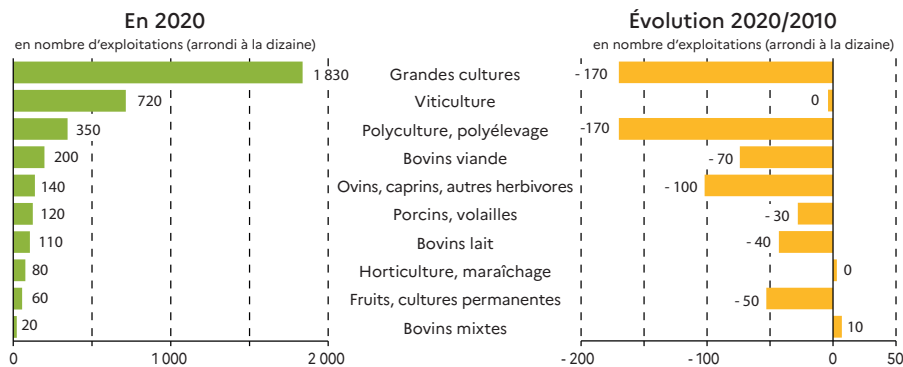 En 2020
en nombre d'exploitations (arrondi à la dizaine)
Évolution 2020/2010
en nombre d'exploitations (arrondi à la dizaine)
1 830 Grandes cultures - 170
720 Viticulture 0
350 Polyculture, polyélevage -170
200 Bovins viande - 70
140 Ovins, caprins, autres herbivores - 100
120 Porcins, volailles - 30
110 Bovins lait - 40
80 Horticulture, maraîchage 0
60 Fruits, cultures permanentes - 50
20 Bovins mixtes 10
0 1 000 2 000
- 200 - 100 0 50